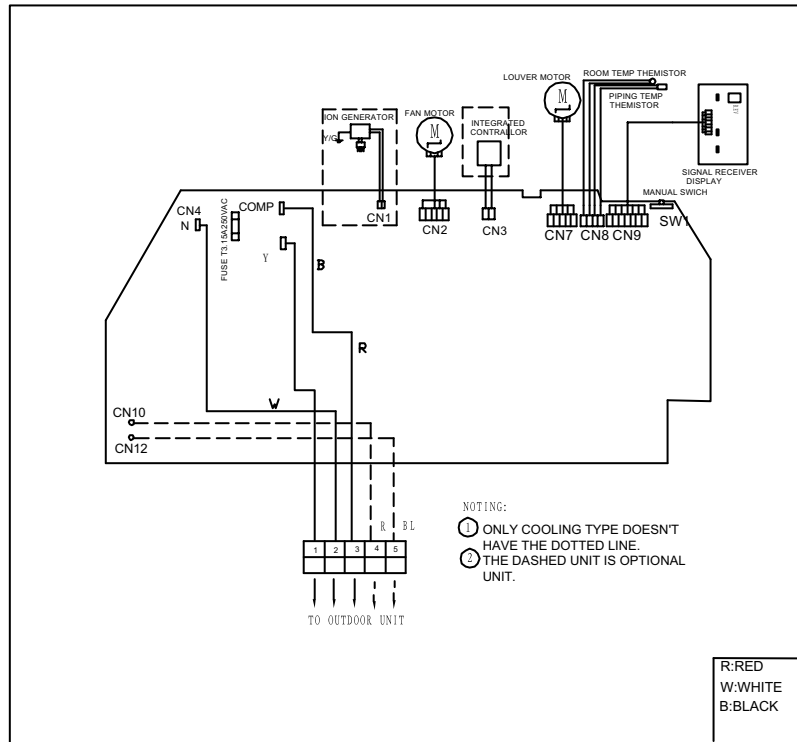 LOUVER MOTOR
ROOM TEMP THEMISTOR
PIPING TEMP
THEMISTOR
ION GENERATOR
FAN MOTOR
INTEGRATED
CONTRALLOR
Y/G
M
M
KEY
SIGNAL RECEIVER
DISPLAY
MANUAL SWICH
CN4
N
FUSE T3.15A250VAC
COMP
Y
B
CN1
CN2
CN3
CN7
CN8
CN9
SW1
R
W
CN10
CN12
R
BL
1 2 3 4 5
TO OUTDOOR UNIT
NOTING:
1 ONLY COOLING TYPE DOESN'T
HAVE THE DOTTED LINE.
2 THE DASHED UNIT IS OPTIONAL
UNIT.
R:RED
W:WHITE
B:BLACK